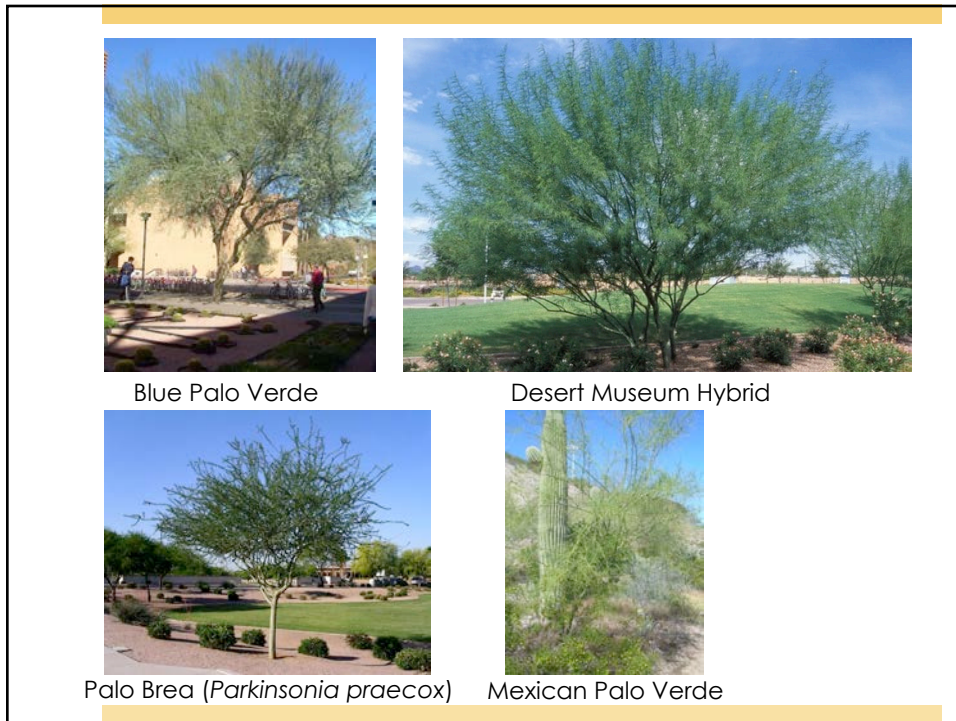 Blue Palo Verde
Desert Museum Hybrid
Palo Brea (Parkinsonia praecox)
Mexican Palo Verde